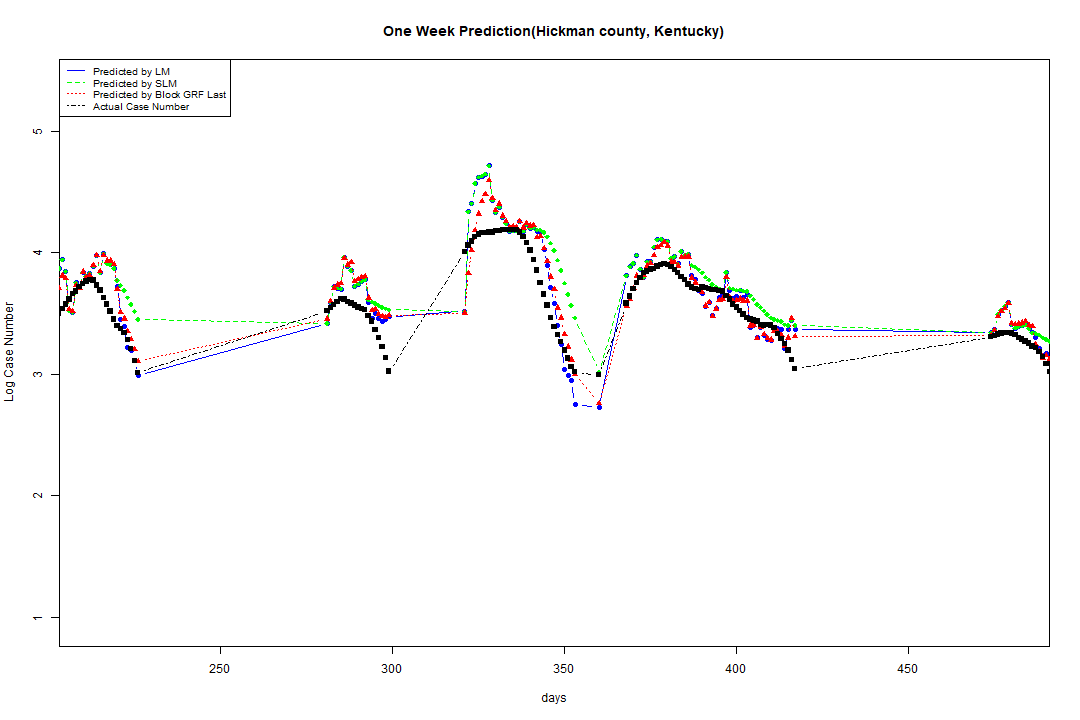 One Week Prediction(Hickman county, Kentucky)
Predicted by LM
Predicted by SLM
Predicted by Block GRF Last
Actual Case Number
Log Case Number
5
4
3
2
1
250 300 350 400 450
days